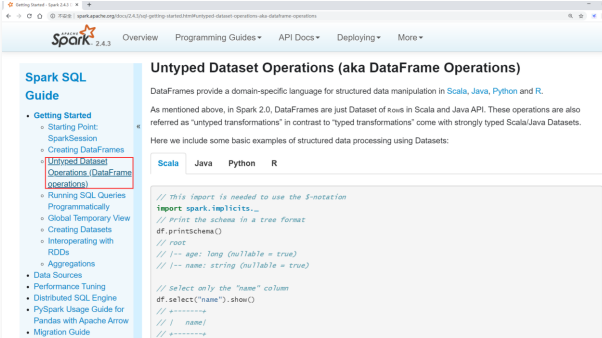 Getting Started - Spark 2.4.3
spark.apache.org/docs/2.4.3/sql-getting-started.html#untyped-dataset-operations-aka-dataframe-operations
APACHE
Spark 2.4.3
Overview
Programming Guides
API Docs
Deploying
More
Spark SQL
Guide
Getting Started
Starting Point:
SparkSession
Creating DataFrames
Untyped Dataset
Operations (DataFrame
operations)
Running SQL Queries
Programmatically
Global Temporary View
Creating Datasets
Interoperating with
RDDs
Aggregations
Data Sources
Performance Tuning
Distributed SQL Engine
PySpark Usage Guide for
Pandas with Apache Arrow
Migration Guide
Untyped Dataset Operations (aka DataFrame Operations)
DataFrames provide a domain-specific language for structured data manipulation in Scala, Java, Python and R.
As mentioned above, in Spark 2.0, DataFrames are just Dataset of Rows in Scala and Java API. These operations are also
referred as “untyped transformations” in contrast to “typed transformations” come with strongly typed Scala/Java Datasets.
Here we include some basic examples of structured data processing using Datasets:
Scala
Java
Python
R
// This import is needed to use the $-notation
import spark.implicits._
// Print the schema in a tree format
df.printSchema()
// root
// |-- age: long (nullable = true)
// |-- name: string (nullable = true)
// Select only the "name" column
df.select("name").show()
// +-------+
// |   name|
// +-------+